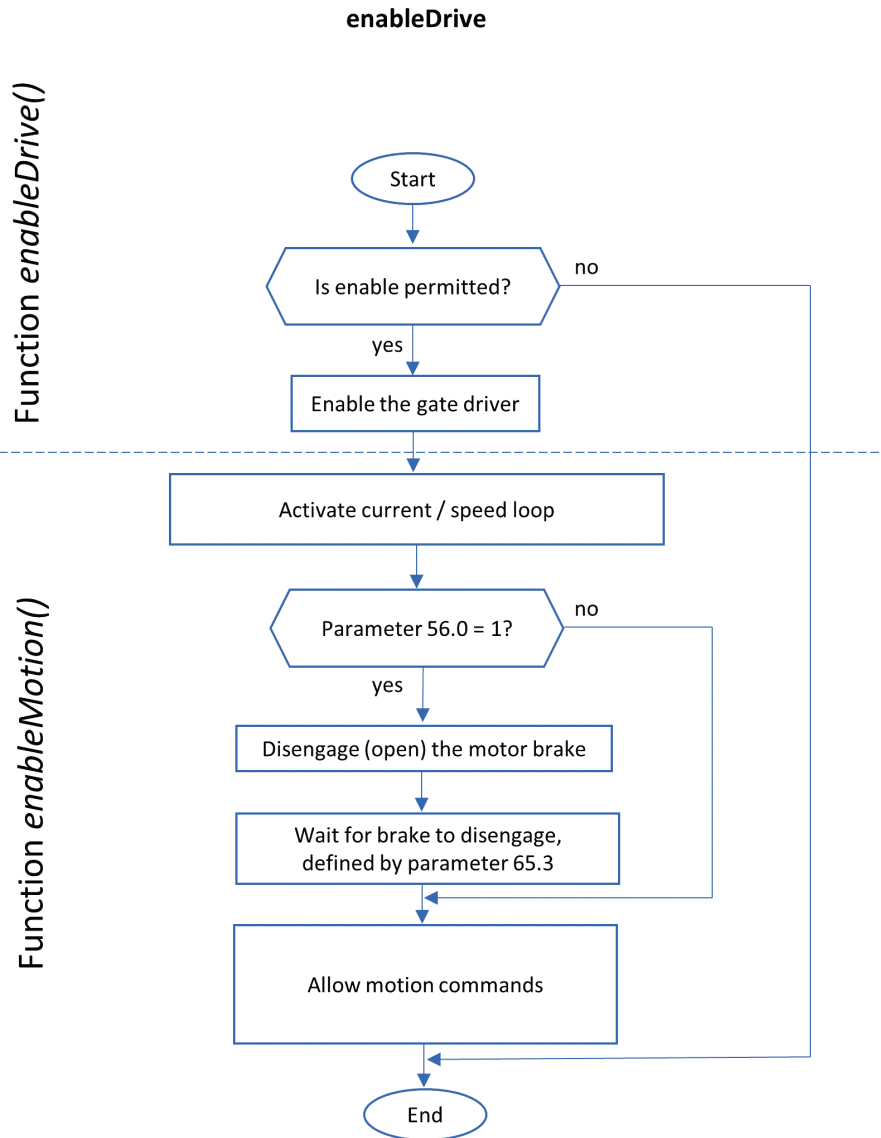 enableDrive
Function enableDrive()
Start
Is enable permitted?
no
yes
Enable the gate driver
Function enableMotion()
Activate current / speed loop
Parameter 56.0 = 1?
no
yes
Disengage (open) the motor brake
Wait for brake to disengage,
defined by parameter 65.3
Allow motion commands
End